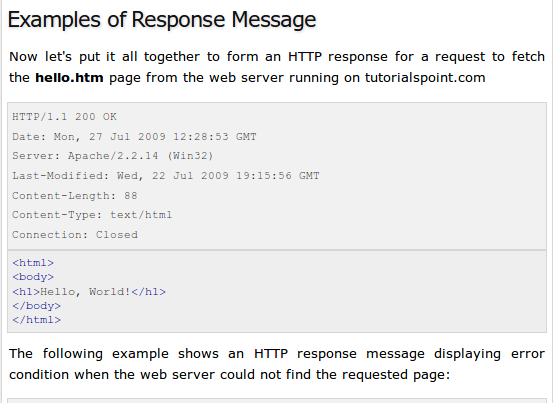 Examples of Response Message
Now let's put it all together to form an HTTP response for a request to fetch
the hello.htm page from the web server running on tutorialspoint.com
HTTP/1.1 200 OK
Date: Mon, 27 Jul 2009 12:28:53 GMT
Server: Apache/2.2.14 (Win32)
Last-Modified: Wed, 22 Jul 2009 19:15:56 GMT
Content-Length: 88
Content-Type: text/html
Connection: Closed
<html>
<body>
<h1>Hello, World!</h1>
</body>
</html>
The following example shows an HTTP response message displaying error
condition when the web server could not find the requested page: